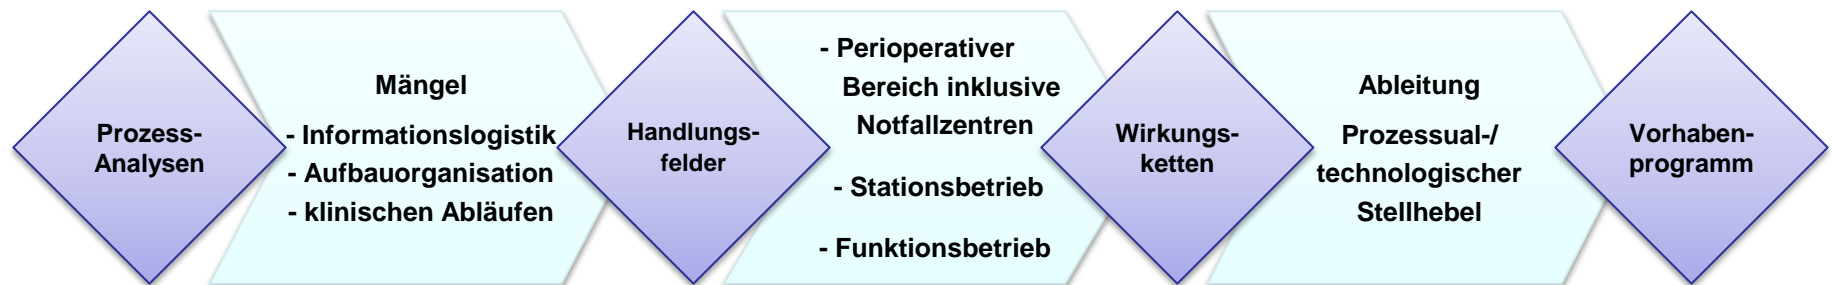 Prozess-
Analysen
Mängel
- Informationslogistik
- Aufbauorganisation
- klinischen Abläufen
Handlungs-
felder
- Perioperativer
Bereich inklusive
Notfallzentren
- Stationsbetrieb
- Funktionsbetrieb
Wirkungs-
ketten
Ableitung
Prozessual-/
technologischer
Stellhebel
Vorhaben-
programm